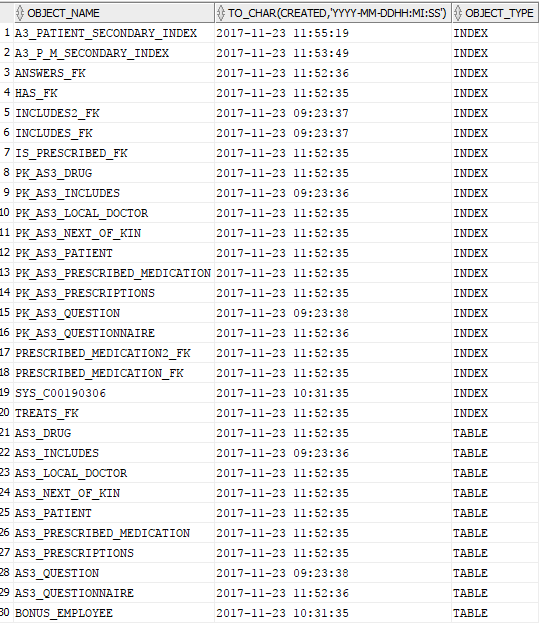 OBJECT_NAME TO_CHAR(CREATED,'YYYY-MM-DDHH:MI:SS') OBJECT_TYPE
1 A3_PATIENT_SECONDARY_INDEX 2017-11-23 11:55:19 INDEX
2 A3_P_M_SECONDARY_INDEX 2017-11-23 11:53:49 INDEX
3 ANSWERS_FK 2017-11-23 11:52:36 INDEX
4 HAS_FK 2017-11-23 11:52:35 INDEX
5 INCLUDES2_FK 2017-11-23 09:23:37 INDEX
6 INCLUDES_FK 2017-11-23 09:23:37 INDEX
7 IS_PRESCRIBED_FK 2017-11-23 11:52:35 INDEX
8 PK_AS3_DRUG 2017-11-23 11:52:35 INDEX
9 PK_AS3_INCLUDES 2017-11-23 09:23:36 INDEX
10 PK_AS3_LOCAL_DOCTOR 2017-11-23 11:52:35 INDEX
11 PK_AS3_NEXT_OF_KIN 2017-11-23 11:52:35 INDEX
12 PK_AS3_PATIENT 2017-11-23 11:52:35 INDEX
13 PK_AS3_PRESCRIBED_MEDICATION 2017-11-23 11:52:35 INDEX
14 PK_AS3_PRESCRIPTIONS 2017-11-23 11:52:35 INDEX
15 PK_AS3_QUESTION 2017-11-23 09:23:38 INDEX
16 PK_AS3_QUESTIONNAIRE 2017-11-23 11:52:36 INDEX
17 PRESCRIBED_MEDICATION2_FK 2017-11-23 11:52:35 INDEX
18 PRESCRIBED_MEDICATION_FK 2017-11-23 11:52:35 INDEX
19 SYS_C00190306 2017-11-23 10:31:35 INDEX
20 TREATS_FK 2017-11-23 11:52:35 INDEX
21 AS3_DRUG 2017-11-23 11:52:35 TABLE
22 AS3_INCLUDES 2017-11-23 09:23:36 TABLE
23 AS3_LOCAL_DOCTOR 2017-11-23 11:52:35 TABLE
24 AS3_NEXT_OF_KIN 2017-11-23 11:52:35 TABLE
25 AS3_PATIENT 2017-11-23 11:52:35 TABLE
26 AS3_PRESCRIBED_MEDICATION 2017-11-23 11:52:35 TABLE
27 AS3_PRESCRIPTIONS 2017-11-23 11:52:35 TABLE
28 AS3_QUESTION 2017-11-23 09:23:38 TABLE
29 AS3_QUESTIONNAIRE 2017-11-23 11:52:36 TABLE
30 BONUS_EMPLOYEE 2017-11-23 10:31:35 TABLE